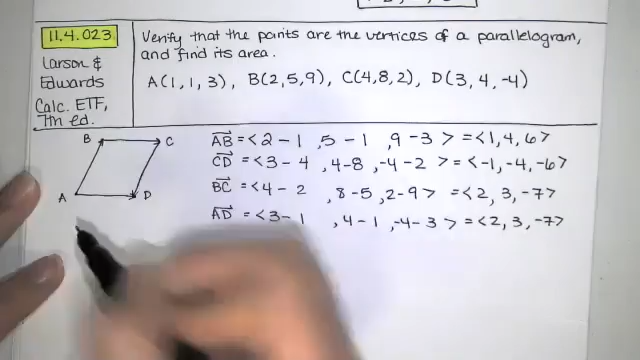 11.4.023
Larson &
Edwards
Calc. ETF,
7th ed.
Verify that the points are the vertices of a parallelogram,
and find its area.
A(1, 1, 3), B(2, 5, 9), C(4, 8, 2), D(3, 4, -4)
B
C
A
D
AB = <2 - 1 , 5 - 1 , 9 - 3 > = <1, 4, 6>
CD = <3 - 4 , 4 - 8 , -4 - 2 > = <-1, -4, -6>
BC = <4 - 2 , 8 - 5 , 2 - 9 > = <2, 3, -7>
AD = <3 - 1 , 4 - 1 , -4 - 3 > = <2, 3, -7>